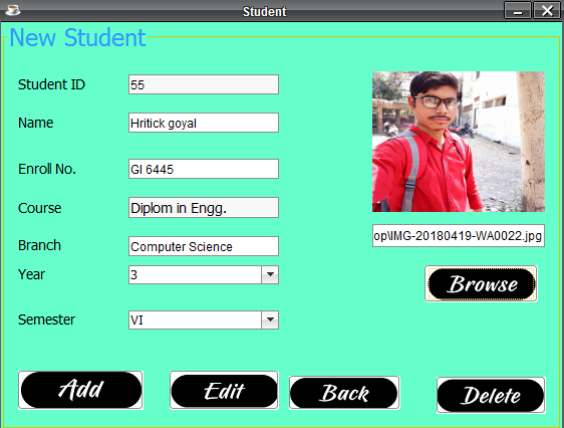 Student
New Student
Student ID 55
Name Hritick goyal
Enroll No. GI 6445
Course Diplom in Engg.
op\IMG-20180419-WA0022.jpg
Branch Computer Science
Year 3
Browse
Semester VI
Add Edit Back Delete